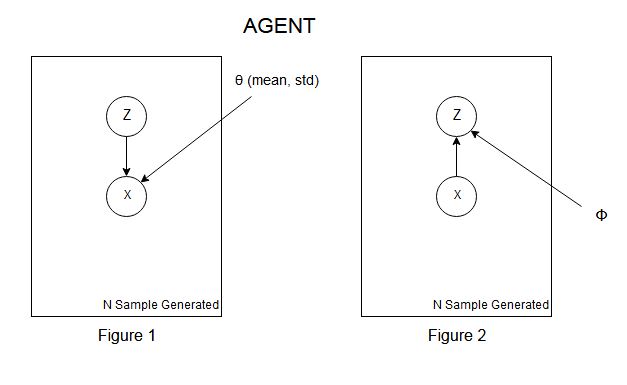 AGENT
θ (mean, std)
Z
X
N Sample Generated
Figure 1
Z
X
Φ
N Sample Generated
Figure 2